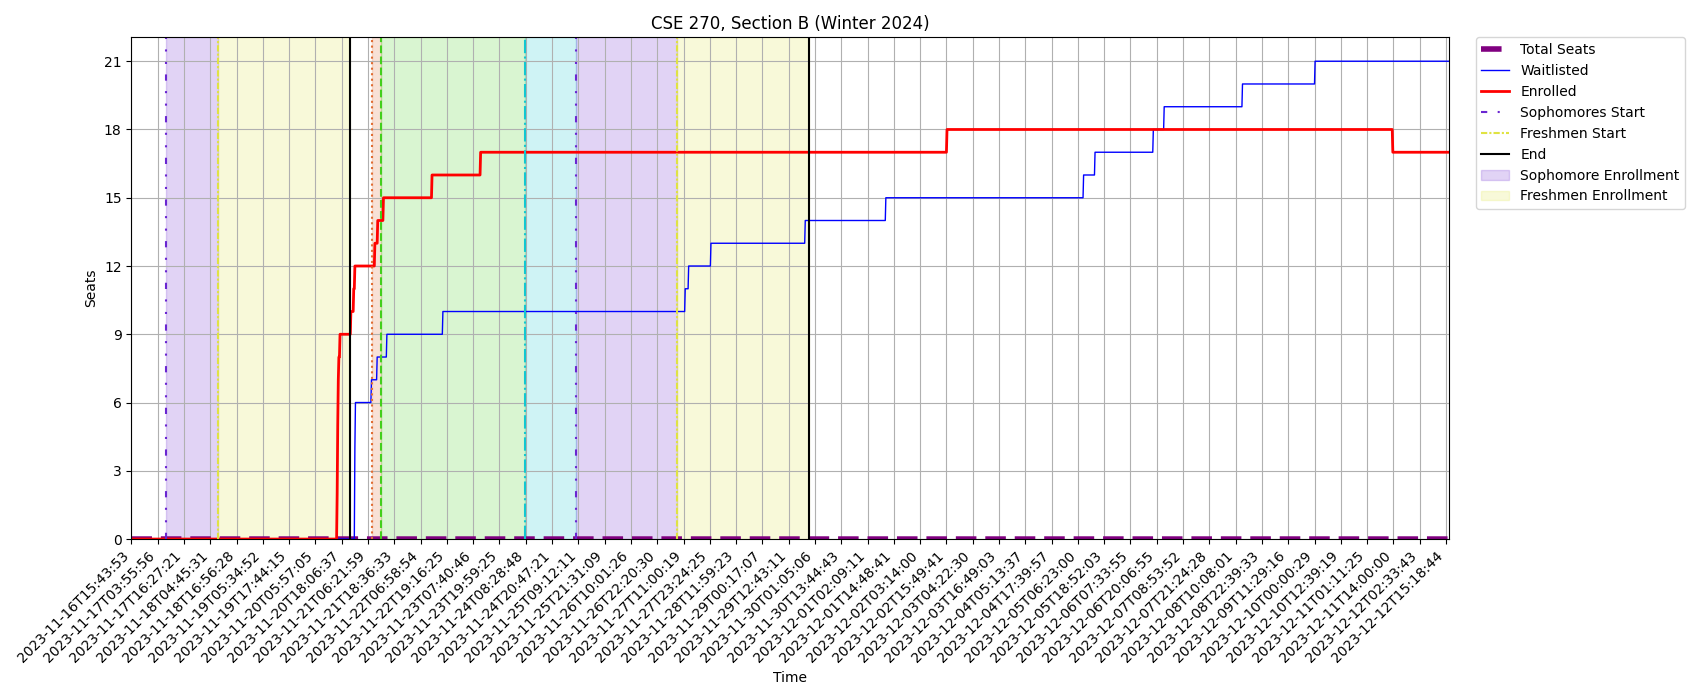 CSE 270, Section B (Winter 2024)
Total Seats
Waitlisted
Enrolled
Sophomores Start
Freshmen Start
End
Sophomore Enrollment
Freshmen Enrollment
Seats
21
18
15
12
9
6
3
0
2023-11-16T15:43:53
2023-11-17T03:55:56
2023-11-17T16:27:21
2023-11-18T04:45:31
2023-11-18T16:56:28
2023-11-19T05:34:52
2023-11-19T17:44:15
2023-11-20T05:57:05
2023-11-20T18:06:37
2023-11-21T06:21:59
2023-11-21T18:36:33
2023-11-22T06:58:54
2023-11-22T19:16:25
2023-11-23T07:40:46
2023-11-23T19:59:25
2023-11-24T08:28:48
2023-11-24T20:47:21
2023-11-25T09:12:11
2023-11-25T21:31:09
2023-11-26T10:01:26
2023-11-26T22:20:30
2023-11-27T11:00:19
2023-11-27T23:24:25
2023-11-28T11:59:23
2023-11-29T00:17:07
2023-11-29T12:43:11
2023-11-30T01:05:06
2023-11-30T13:44:43
2023-12-01T02:09:11
2023-12-01T14:48:41
2023-12-02T03:14:00
2023-12-02T15:49:41
2023-12-03T04:22:30
2023-12-03T16:49:03
2023-12-04T05:13:37
2023-12-04T17:39:57
2023-12-05T06:23:00
2023-12-05T18:52:03
2023-12-06T07:33:55
2023-12-06T20:06:55
2023-12-07T08:53:52
2023-12-07T21:24:28
2023-12-08T10:08:01
2023-12-08T22:39:33
2023-12-09T11:29:16
2023-12-10T00:00:29
2023-12-10T12:39:19
2023-12-11T01:11:25
2023-12-11T14:00:00
2023-12-12T02:33:43
2023-12-12T15:18:44
Time